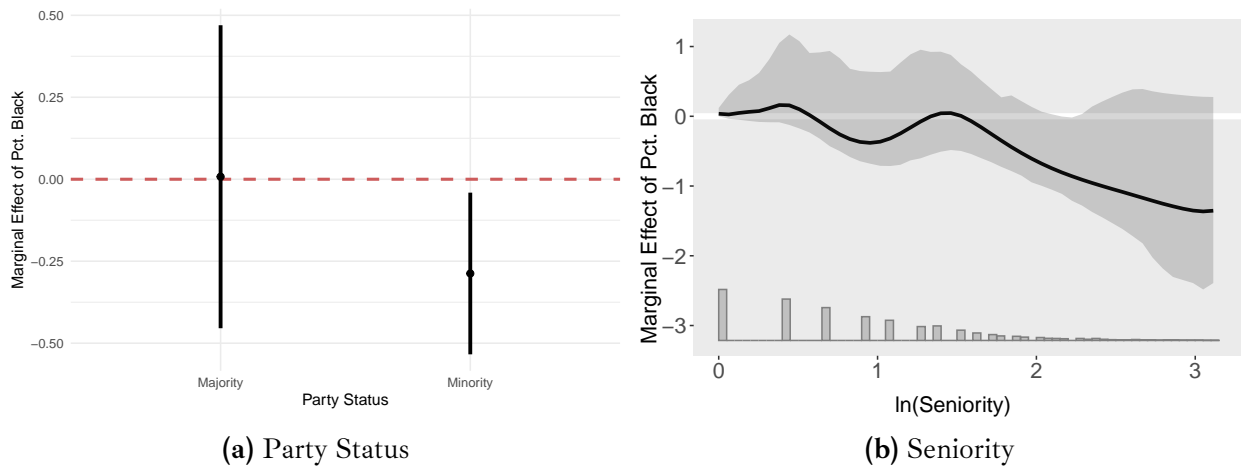 0.50
0.25
0.00
−0.25
−0.50
Marginal Effect of Pct. Black
Majority
Minority
Party Status
(a) Party Status
1
0
−1
−2
−3
Marginal Effect of Pct. Black
0
1
2
3
ln(Seniority)
(b) Seniority